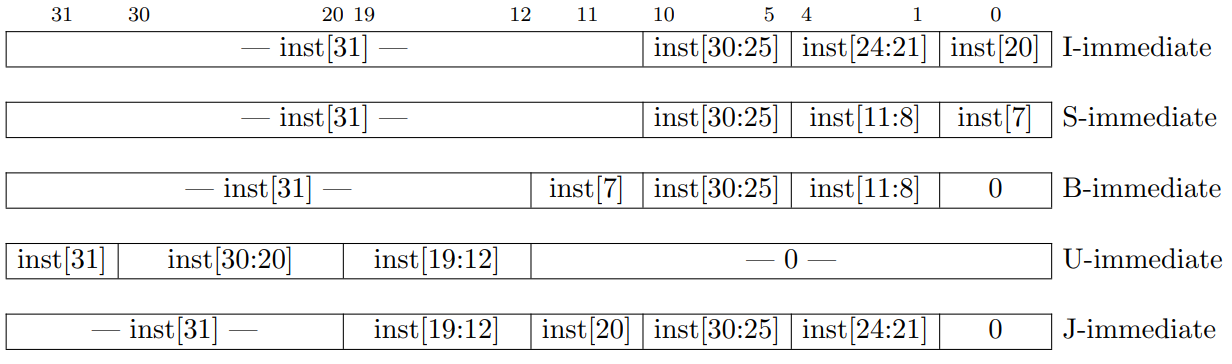 31 30 20 19 12 11 10 5 4 1 0
— inst[31] — inst[30:25] inst[24:21] inst[20] I-immediate
— inst[31] — inst[30:25] inst[11:8] inst[7] S-immediate
— inst[31] — inst[7] inst[30:25] inst[11:8] 0 B-immediate
inst[31] inst[30:20] inst[19:12] — 0 — U-immediate
— inst[31] — inst[19:12] inst[20] inst[30:25] inst[24:21] 0 J-immediate